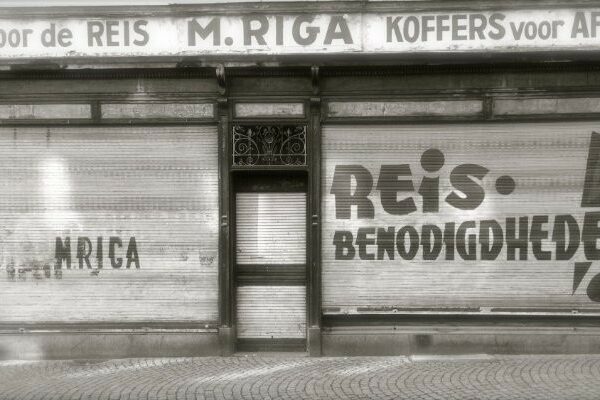 oor de REIS M.RIGA KOFFERS voor AF
M.RIGA
REIS.
BENODIGDHEDE